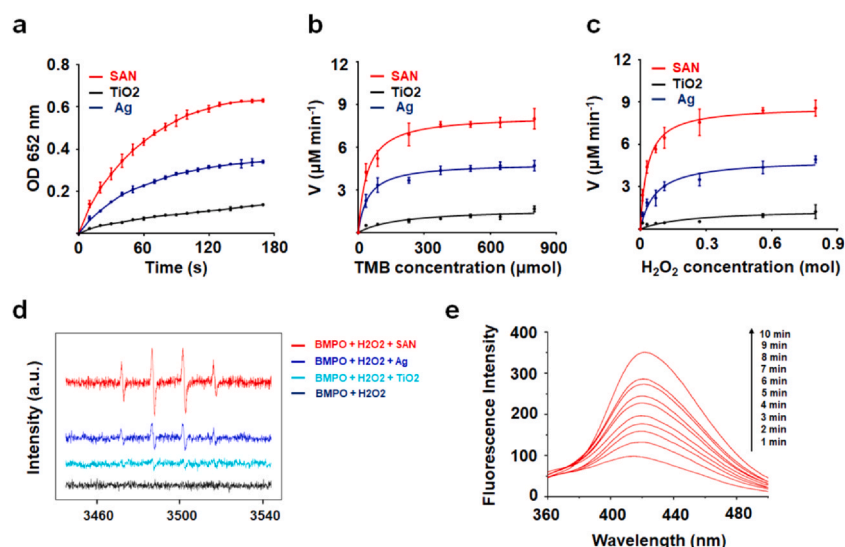 a
SAN
TiO2
Ag
OD 652 nm
0.8
0.6
0.4
0.2
0
60
120
180
Time (s)
b
SAN
TiO2
Ag
V (μM min⁻¹)
9
6
3
0
300
600
900
TMB concentration (μmol)
c
SAN
TiO2
Ag
V (μM min⁻¹)
9
6
3
0
0.3
0.6
0.9
H₂O₂ concentration (mol)
d
BMPO + H2O2 + SAN
BMPO + H2O2 + Ag
BMPO + H2O2 + TiO2
BMPO + H2O2
Intensity (a.u.)
3460
3500
3540
e
Fluorescence Intensity
400
300
200
100
0
360
400
440
480
Wavelength (nm)
10 min
9 min
8 min
7 min
6 min
5 min
4 min
3 min
2 min
1 min